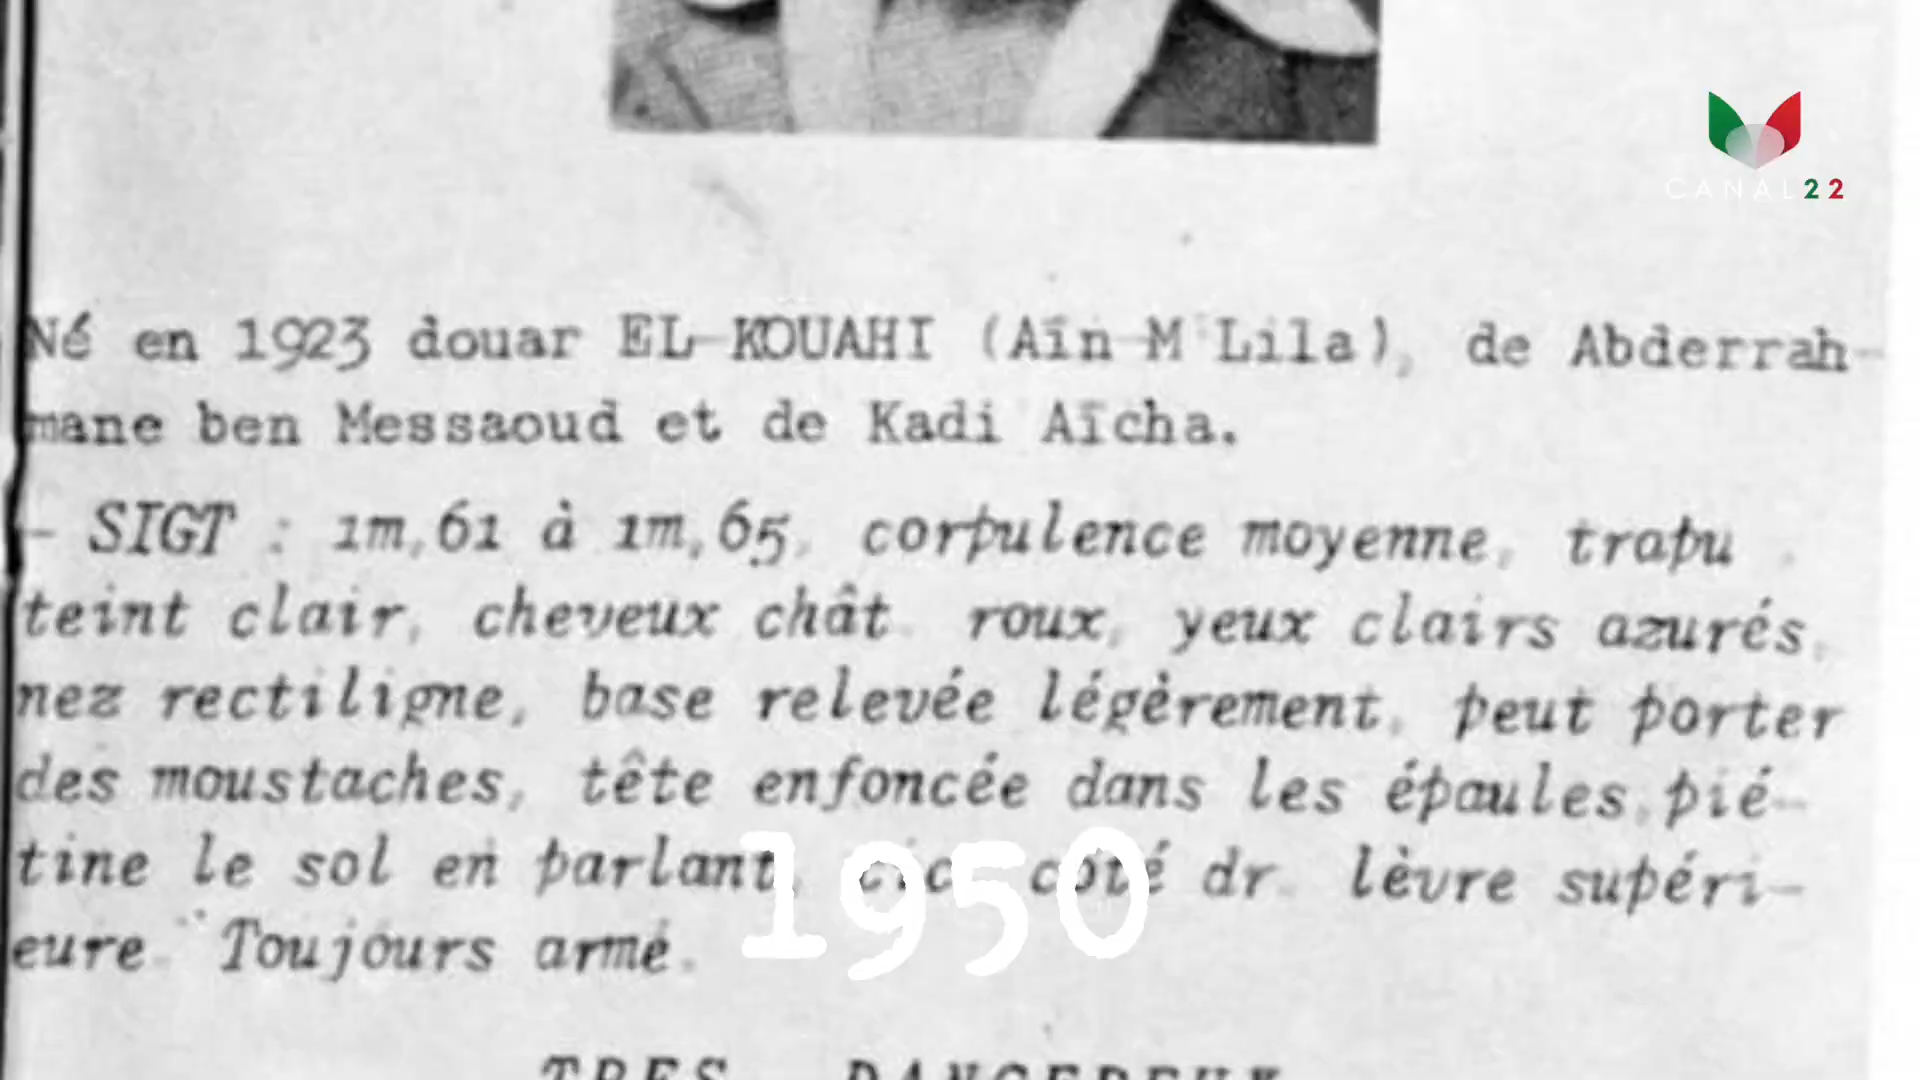 CANAL22
Né en 1923 douar EL-KOUAHI (Aïn-M'Lila), de Abderrah-
mane ben Messaoud et de Kadi Aïcha.
- SIGT : 1m,61 à 1m,65, corpulence moyenne, trapu,
teint clair, cheveux chât. roux, yeux clairs azurés,
nez rectiligne, base relevée légèrement, peut porter
des moustaches, tête enfoncée dans les épaules, pié-
tine le sol en parlant, cic. côté dr. lèvre supéri-
eure. Toujours armé.
1950
TRES DANGEREUX